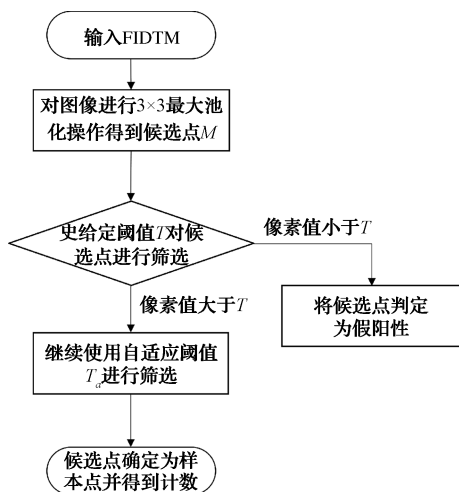 输入FIDTM
对图像进行3×3最大池
化操作得到候选点M
史给定阈值T对候
选点进行筛选
像素值小于T
像素值大于T
将候选点判定
为假阳性
继续使用自适应阈值
Ta进行筛选
候选点确定为样
本点并得到计数